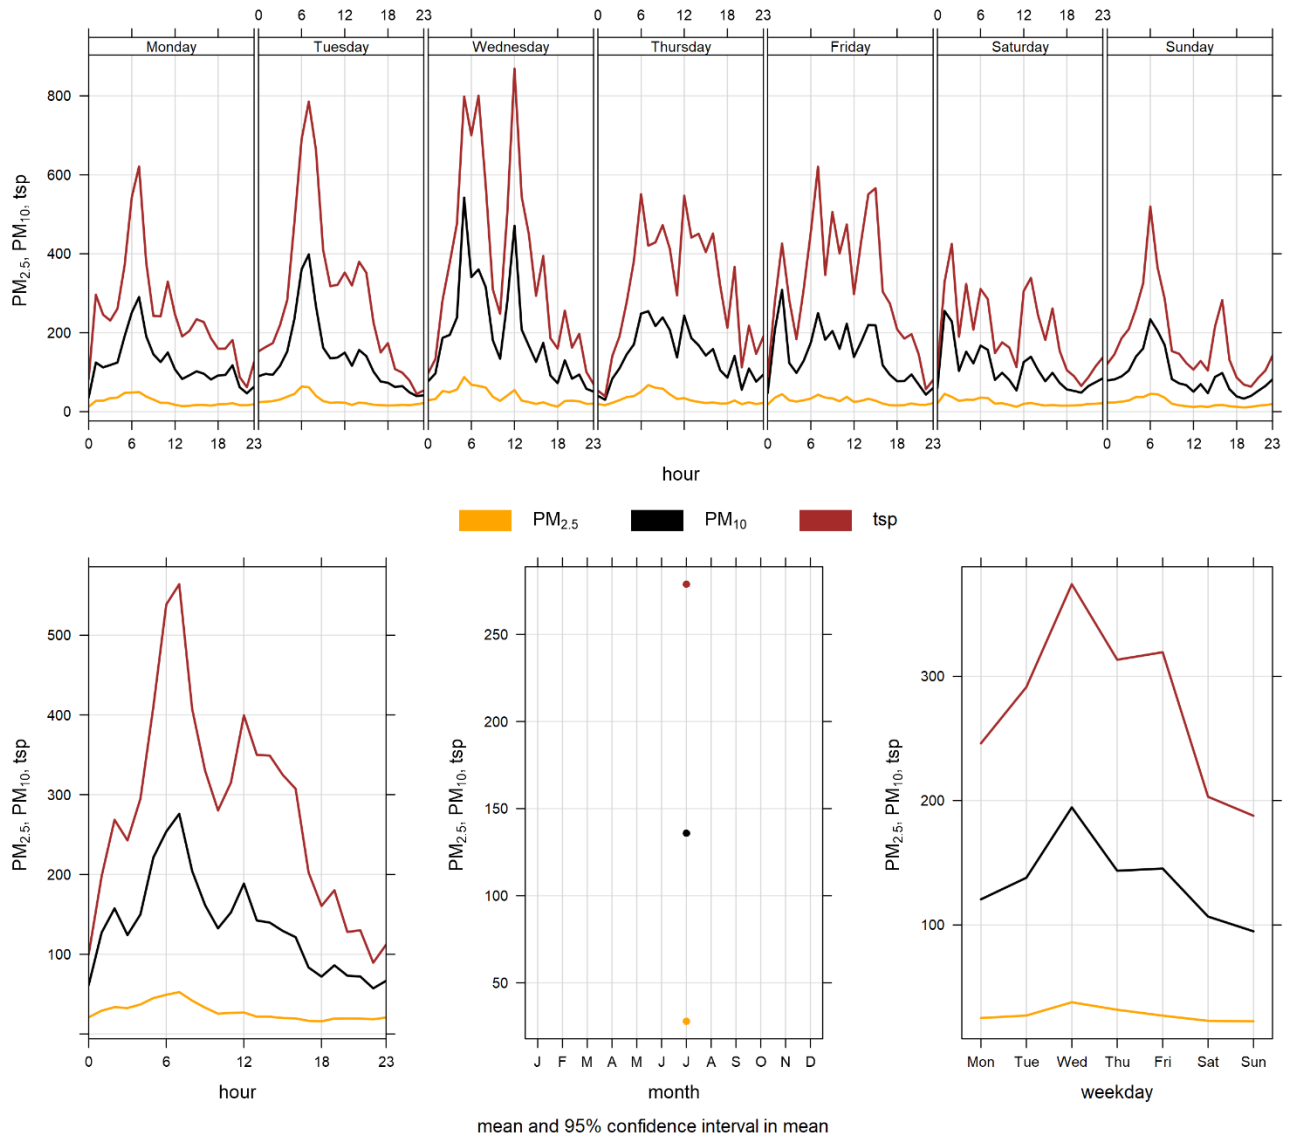 0 6 12 18 23 0 6 12 18 23 0 6 12 18 23
Monday Tuesday Wednesday Thursday Friday Saturday Sunday
800
600
400
200
0
PM2.5, PM10, tsp
0 6 12 18 23 0 6 12 18 23 0 6 12 18 23 0 6 12 18 23
hour
PM2.5 PM10 tsp
500
400
300
200
100
PM2.5, PM10, tsp
0 6 12 18 23
hour
250
200
150
100
50
PM2.5, PM10, tsp
J F M A M J J A S O N D
month
300
200
100
PM2.5, PM10, tsp
Mon Tue Wed Thu Fri Sat Sun
weekday
mean and 95% confidence interval in mean